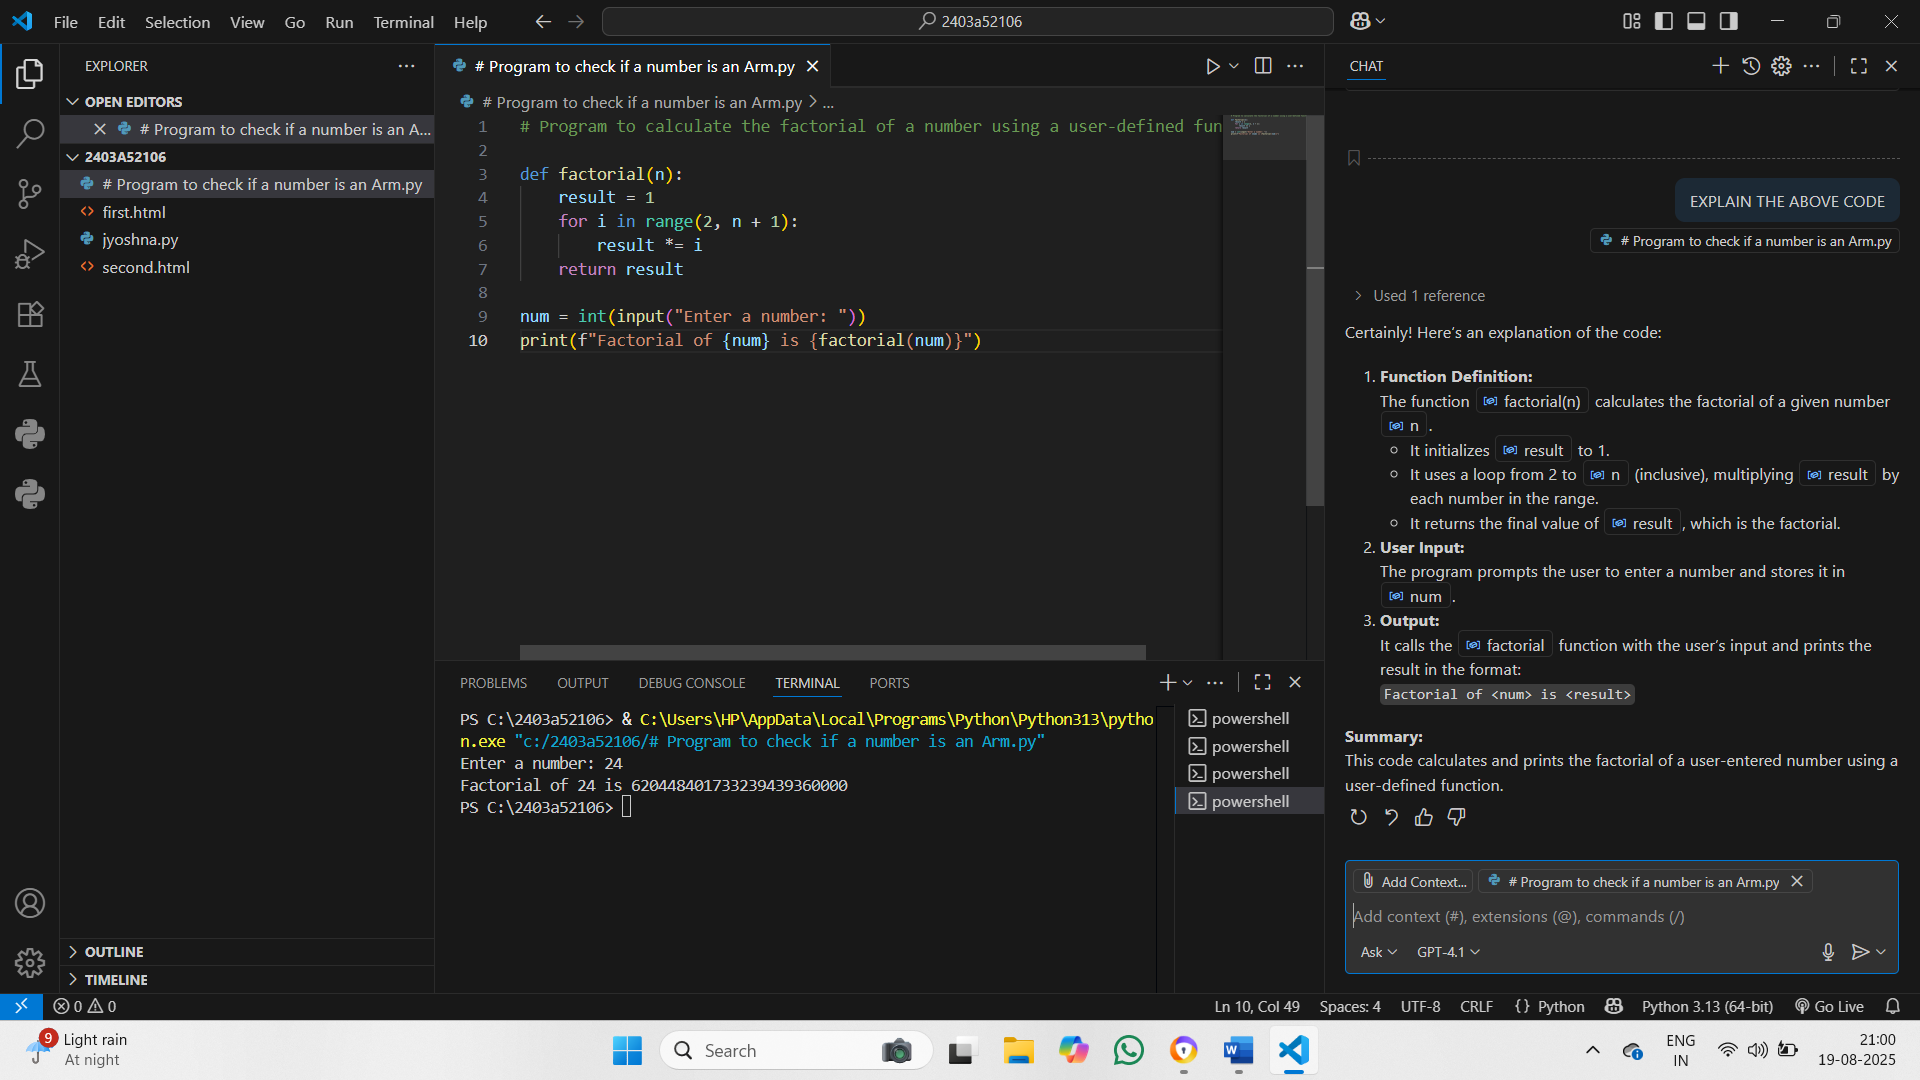 File Edit Selection View Go Run Terminal Help
2403a52106
EXPLORER
OPEN EDITORS
# Program to check if a number is an A...
2403A52106
# Program to check if a number is an Arm.py
first.html
jyoshna.py
second.html
OUTLINE
TIMELINE
# Program to check if a number is an Arm.py
# Program to check if a number is an Arm.py > ...
1 # Program to calculate the factorial of a number using a user-defined fun
2
3 def factorial(n):
4 result = 1
5 for i in range(2, n + 1):
6 result *= i
7 return result
8
9 num = int(input("Enter a number: "))
10 print(f"Factorial of {num} is {factorial(num)}")
PROBLEMS OUTPUT DEBUG CONSOLE TERMINAL PORTS
PS C:\2403a52106> & C:\Users\HP\AppData\Local\Programs\Python\Python313\pytho
n.exe "c:/2403a52106/# Program to check if a number is an Arm.py"
Enter a number: 24
Factorial of 24 is 620448401733239439360000
PS C:\2403a52106>
powershell
powershell
powershell
powershell
CHAT
EXPLAIN THE ABOVE CODE
# Program to check if a number is an Arm.py
Used 1 reference
Certainly! Here's an explanation of the code:
1. Function Definition:
The function factorial(n) calculates the factorial of a given number
n .
It initializes result to 1.
It uses a loop from 2 to n (inclusive), multiplying result by
each number in the range.
It returns the final value of result , which is the factorial.
2. User Input:
The program prompts the user to enter a number and stores it in
num .
3. Output:
It calls the factorial function with the user's input and prints the
result in the format:
Factorial of <num> is <result>
Summary:
This code calculates and prints the factorial of a user-entered number using a
user-defined function.
Add Context... # Program to check if a number is an Arm.py
Add context (#), extensions (@), commands (/)
Ask GPT-4.1
0 0
Ln 10, Col 49 Spaces: 4 UTF-8 CRLF {} Python Python 3.13 (64-bit) Go Live
9
Light rain
At night
Search
W
ENG
IN
21:00
19-08-2025